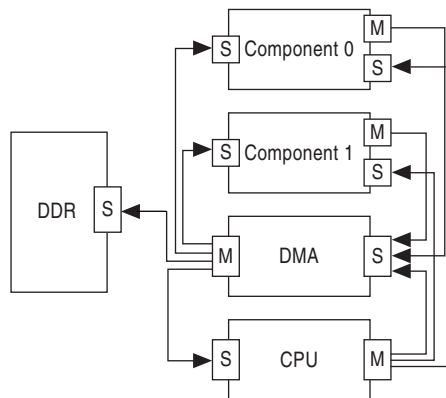 M
S Component 0
S
M
S Component 1
S
DDR S
M DMA S
S CPU M